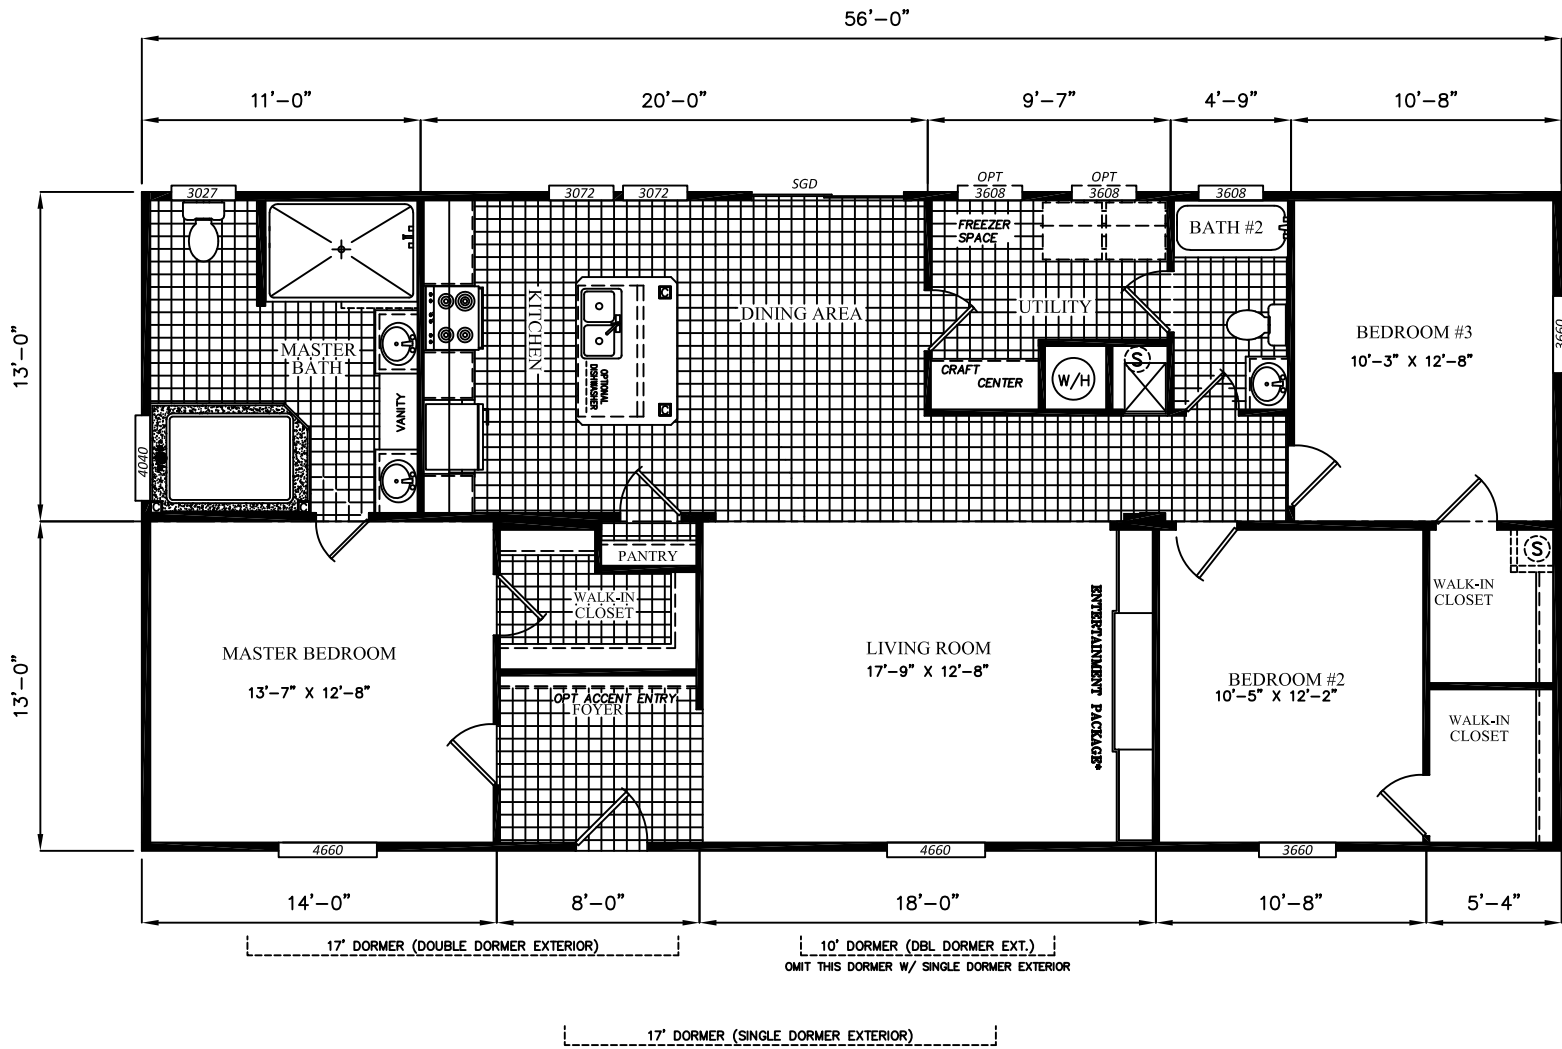 56'-0"
11'-0"
20'-0"
9'-7"
4'-9"
10'-8"
3027
3072
3072
SGD
OPT
3608
OPT
3608
3608
FREEZER
SPACE
BATH #2
KITCHEN
DINING AREA
UTILITY
BEDROOM #3
10'-3" X 12'-8"
3660
13'-0"
MASTER
BATH
OPTIONAL
DISHWASHER
CRAFT
CENTER
W/H
S
VANITY
4040
PANTRY
S
WALK-IN
CLOSET
WALK-IN
CLOSET
ENTERTAINMENT PACKAGE*
MASTER BEDROOM
13'-7" X 12'-8"
LIVING ROOM
17'-9" X 12'-8"
BEDROOM #2
10'-5" X 12'-2"
13'-0"
OPT ACCENT ENTRY
FOYER
WALK-IN
CLOSET
4660
4660
3660
14'-0"
8'-0"
18'-0"
10'-8"
5'-4"
17' DORMER (DOUBLE DORMER EXTERIOR)
10' DORMER (DBL DORMER EXT.)
OMIT THIS DORMER W/ SINGLE DORMER EXTERIOR
17' DORMER (SINGLE DORMER EXTERIOR)